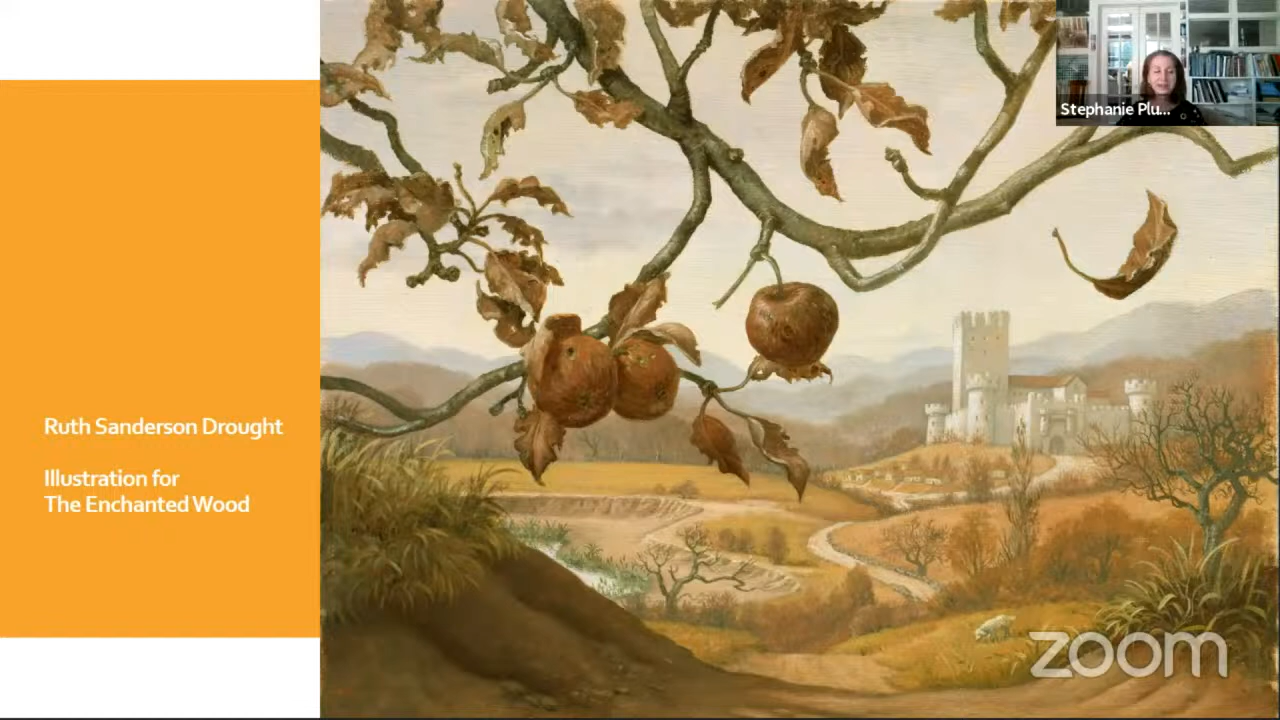 Stephanie Plu...
Ruth Sanderson Drought
Illustration for
The Enchanted Wood
zoom